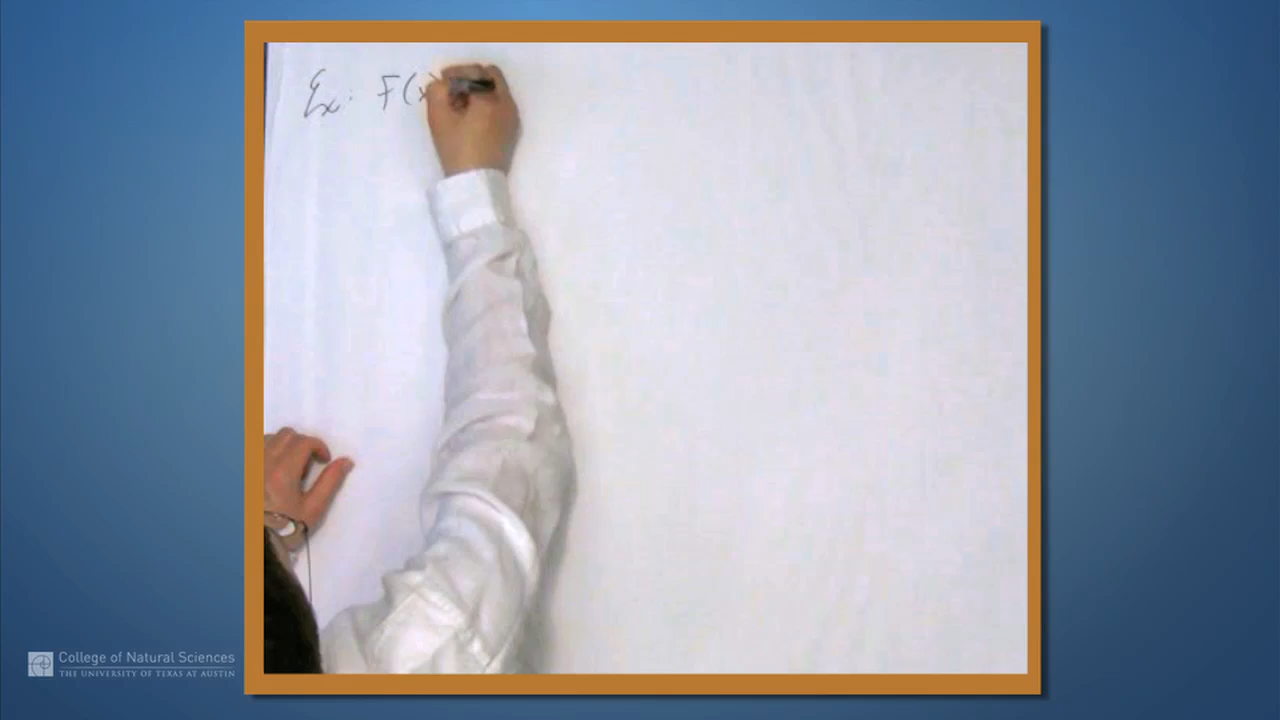 Ex: F(x)
College of Natural Sciences
THE UNIVERSITY OF TEXAS AT AUSTIN